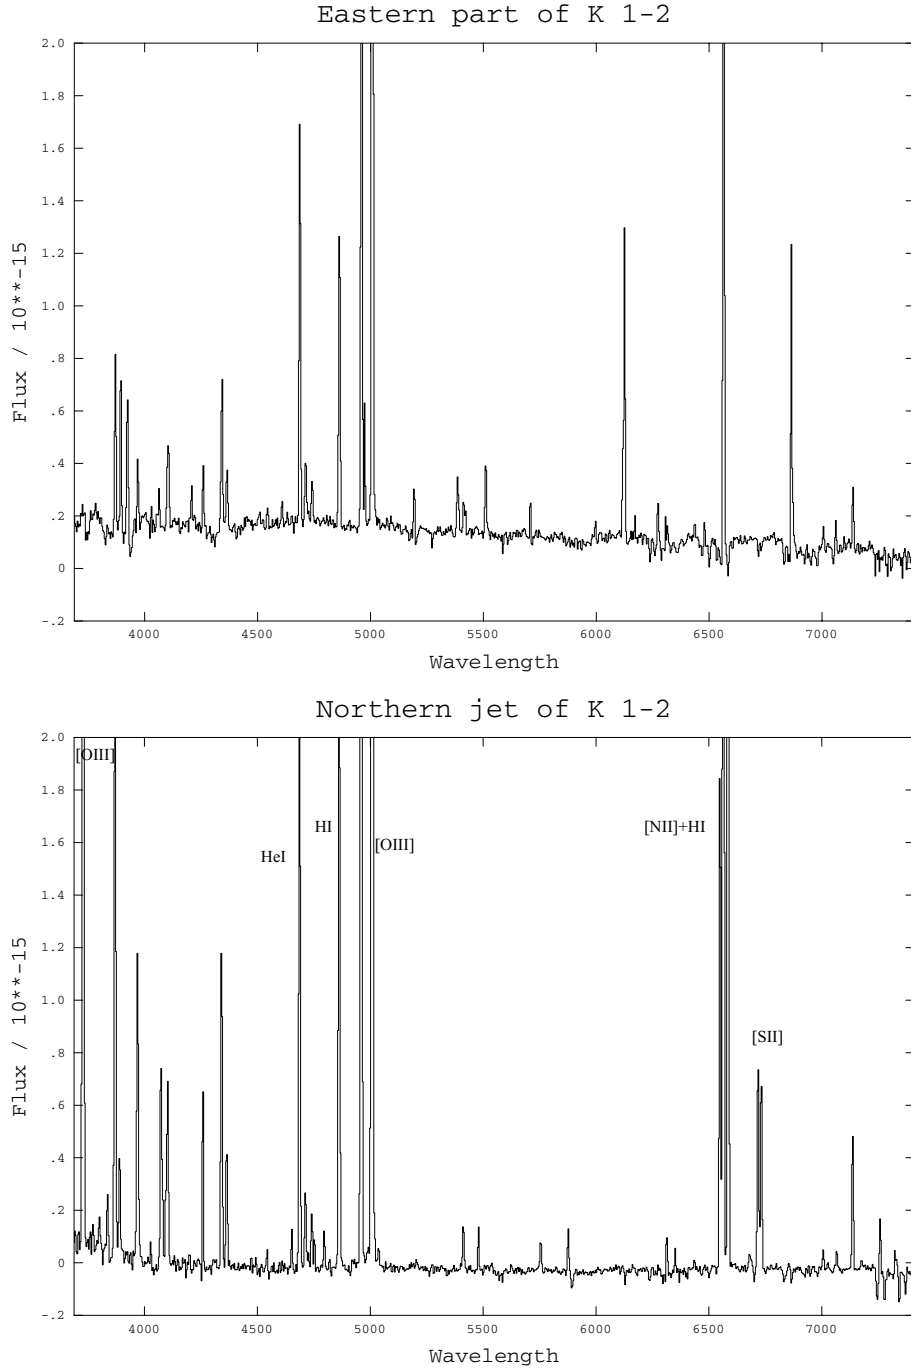 Eastern part of K 1-2
2.0
1.8
1.6
1.4
1.2
1.0
.8
.6
.4
.2
0
-.2
Flux / 10**-15
4000 4500 5000 5500 6000 6500 7000
Wavelength
Northern jet of K 1-2
2.0
1.8
1.6
1.4
1.2
1.0
.8
.6
.4
.2
0
-.2
Flux / 10**-15
[OIII]
HeI
HI
[OIII]
[NII]+HI
[SII]
4000 4500 5000 5500 6000 6500 7000
Wavelength